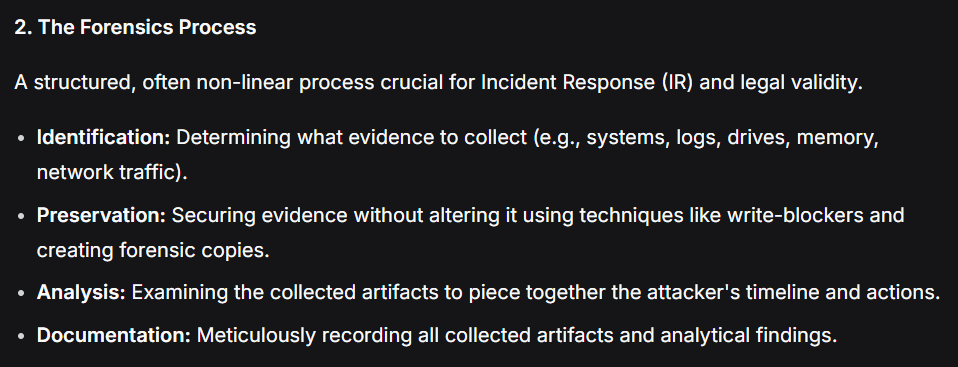 2. The Forensics Process
A structured, often non-linear process crucial for Incident Response (IR) and legal validity.
• Identification: Determining what evidence to collect (e.g., systems, logs, drives, memory,
network traffic).
• Preservation: Securing evidence without altering it using techniques like write-blockers and
creating forensic copies.
• Analysis: Examining the collected artifacts to piece together the attacker's timeline and actions.
• Documentation: Meticulously recording all collected artifacts and analytical findings.